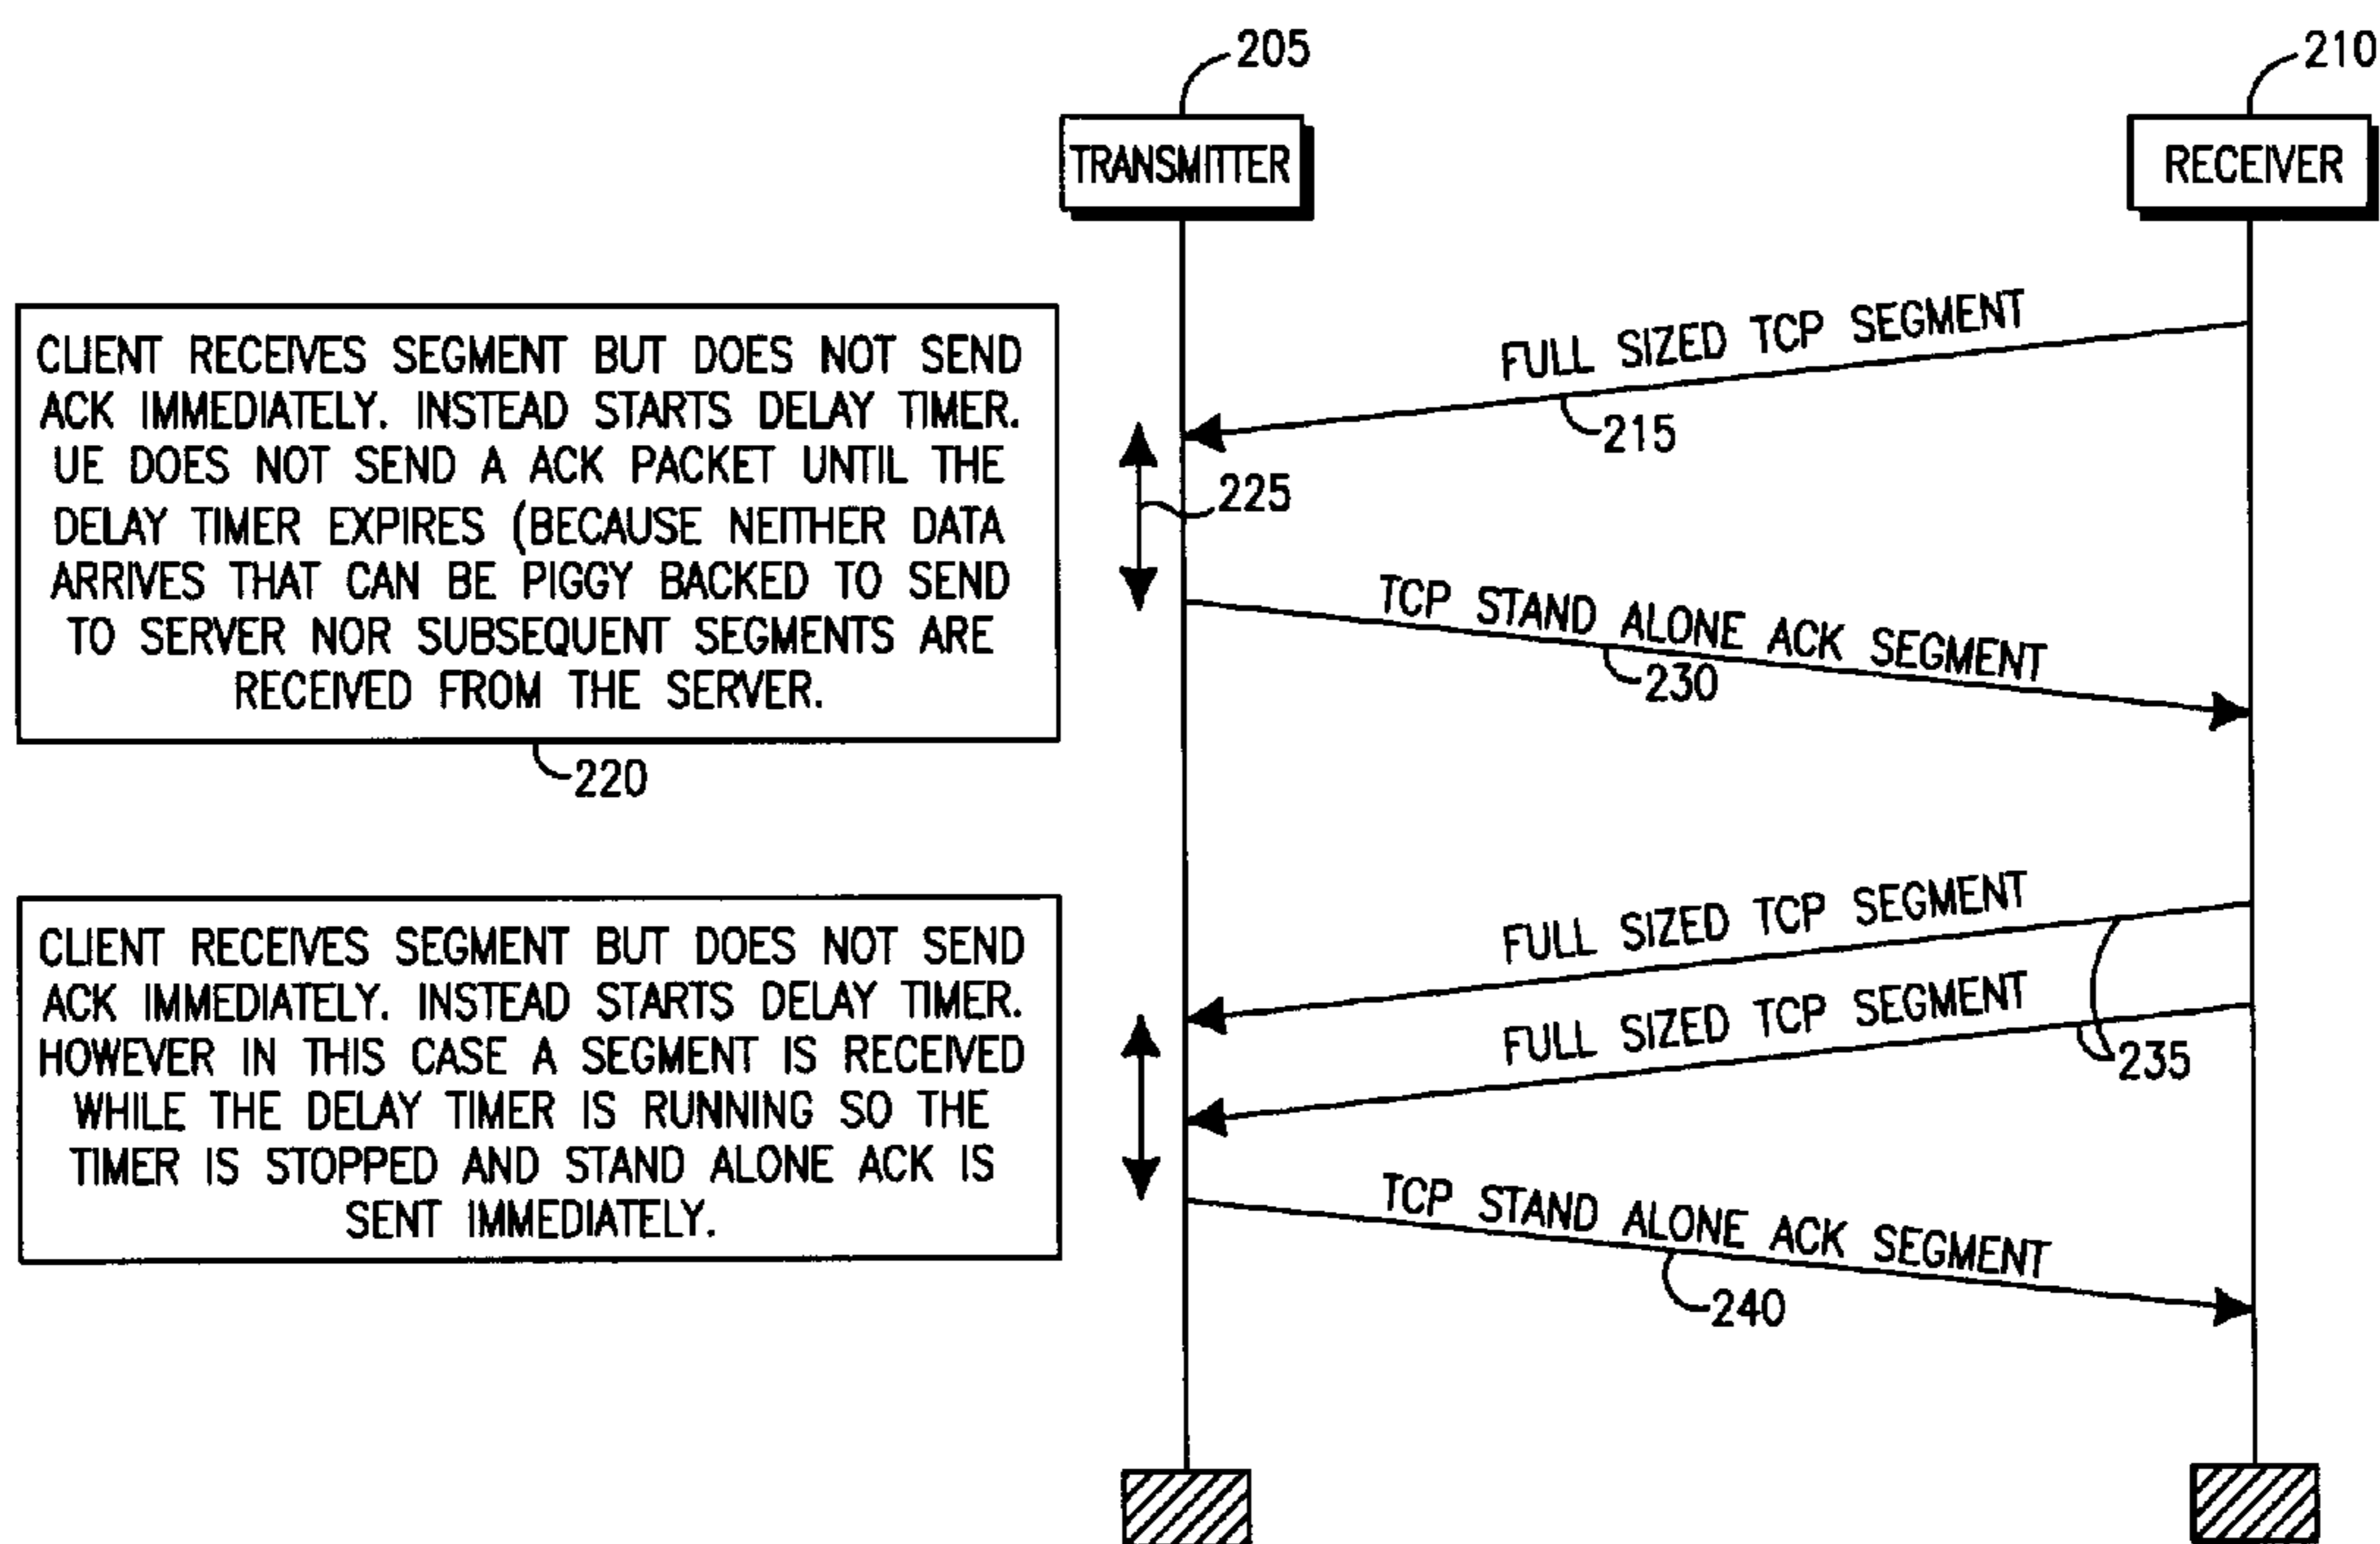 205
210
TRANSMITTER
RECEIVER
FULL SIZED TCP SEGMENT
215
CLIENT RECEIVES SEGMENT BUT DOES NOT SEND
ACK IMMEDIATELY. INSTEAD STARTS DELAY TIMER.
UE DOES NOT SEND A ACK PACKET UNTIL THE
DELAY TIMER EXPIRES (BECAUSE NEITHER DATA
ARRIVES THAT CAN BE PIGGY BACKED TO SEND
TO SERVER NOR SUBSEQUENT SEGMENTS ARE
RECEIVED FROM THE SERVER.
220
225
TCP STAND ALONE ACK SEGMENT
230
CLIENT RECEIVES SEGMENT BUT DOES NOT SEND
ACK IMMEDIATELY. INSTEAD STARTS DELAY TIMER.
HOWEVER IN THIS CASE A SEGMENT IS RECEIVED
WHILE THE DELAY TIMER IS RUNNING SO THE
TIMER IS STOPPED AND STAND ALONE ACK IS
SENT IMMEDIATELY.
FULL SIZED TCP SEGMENT
FULL SIZED TCP SEGMENT
235
TCP STAND ALONE ACK SEGMENT
240